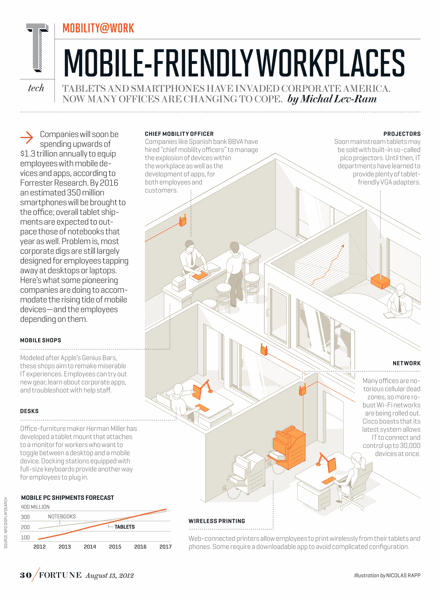 T
tech
MOBILITY@WORK
MOBILE-FRIENDLY WORKPLACES
TABLETS AND SMARTPHONES HAVE INVADED CORPORATE AMERICA.
NOW MANY OFFICES ARE CHANGING TO COPE. by Michal Lev-Ram
Companies will soon be
spending upwards of
$1.3 trillion annually to equip
employees with mobile de-
vices and apps, according to
Forrester Research. By 2016
an estimated 350 million
smartphones will be brought to
the office; overall tablet ship-
ments are expected to out-
pace those of notebooks that
year as well. Problem is, most
corporate digs are still largely
designed for employees tapping
away at desktops or laptops.
Here's what some pioneering
companies are doing to accom-
modate the rising tide of mobile
devices—and the employees
depending on them.
MOBILE SHOPS
Modeled after Apple's Genius Bars,
these shops aim to remake miserable
IT experiences. Employees can try out
new gear, learn about corporate apps,
and troubleshoot with help staff.
DESKS
Office-furniture maker Herman Miller has
developed a tablet mount that attaches
to a monitor for workers who want to
toggle between a desktop and a mobile
device. Docking stations equipped with
full-size keyboards provide another way
for employees to plug in.
MOBILE PC SHIPMENTS FORECAST
400 MILLION
300
200
100
NOTEBOOKS
TABLETS
2012 2013 2014 2015 2016 2017
CHIEF MOBILITY OFFICER
Companies like Spanish bank BBVA have
hired "chief mobility officers" to manage
the explosion of devices within
the workplace as well as the
development of apps, for
both employees and
customers.
PROJECTORS
Soon mainstream tablets may
be sold with built-in so-called
pico projectors. Until then, IT
departments have learned to
provide plenty of tablet-
friendly VGA adapters.
NETWORK
Many offices are no-
torious cellular dead
zones, so more ro-
bust Wi-Fi networks
are being rolled out.
Cisco boasts that its
latest system allows
IT to connect and
control up to 30,000
devices at once.
WIRELESS PRINTING
Web-connected printers allow employees to print wirelessly from their tablets and
phones. Some require a downloadable app to avoid complicated configuration.
30 / FORTUNE August 13, 2012
Illustration by NICOLAS RAPP